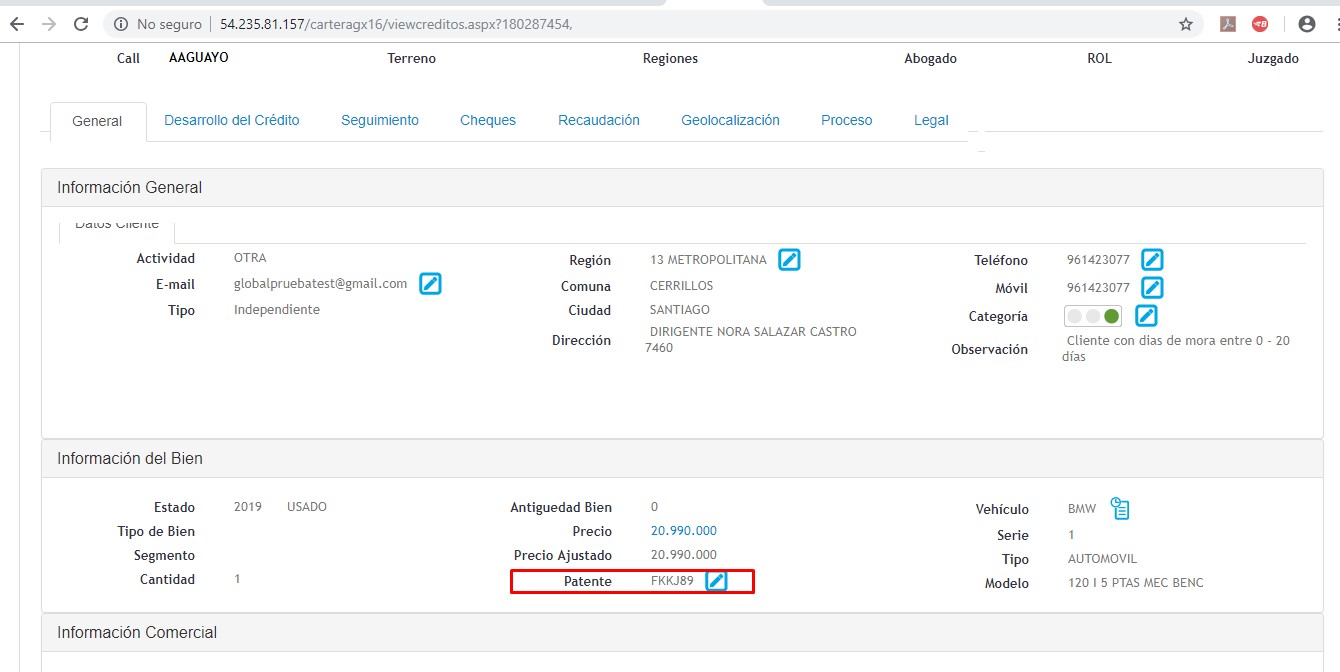 No seguro 54.235.81.157/carteragx16/viewcreditos.aspx?180287454,
Call AAGUAYO Terreno Regiones Abogado ROL Juzgado
General Desarrollo del Crédito Seguimiento Cheques Recaudación Geolocalización Proceso Legal
Información General
Datos Cliente
Actividad OTRA
E-mail globalpruebatest@gmail.com
Tipo Independiente
Región 13 METROPOLITANA
Comuna CERRILLOS
Ciudad SANTIAGO
Dirección DIRIGENTE NORA SALAZAR CASTRO
7460
Teléfono 961423077
Móvil 961423077
Categoría
Observación Cliente con dias de mora entre 0 - 20
días
Información del Bien
Estado 2019 USADO
Tipo de Bien
Segmento
Cantidad 1
Antiguedad Bien 0
Precio 20.990.000
Precio Ajustado 20.990.000
Patente FKKJ89
Vehículo BMW
Serie 1
Tipo AUTOMOVIL
Modelo 120 I 5 PTAS MEC BENC
Información Comercial